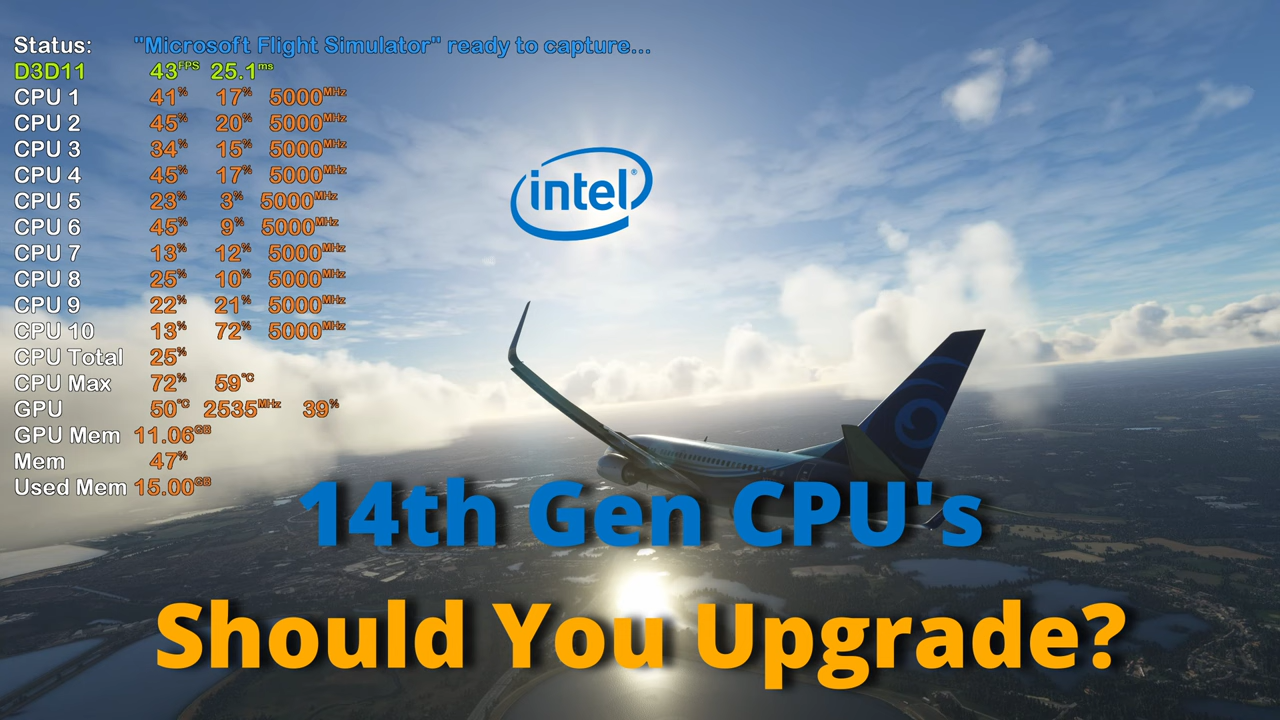 Status: "Microsoft Flight Simulator" ready to capture...
D3D11 43FPS 25.1ms
CPU 1 41% 17% 5000MHz
CPU 2 45% 20% 5000MHz
CPU 3 34% 15% 5000MHz
CPU 4 45% 17% 5000MHz
CPU 5 23% 3% 5000MHz
CPU 6 45% 9% 5000MHz
CPU 7 13% 12% 5000MHz
CPU 8 25% 10% 5000MHz
CPU 9 22% 21% 5000MHz
CPU 10 13% 72% 5000MHz
CPU Total 25%
CPU Max 72% 59°C
GPU 50°C 2535MHz 39%
GPU Mem 11.06GB
Mem 47%
Used Mem 15.00GB
intel®
14th Gen CPU's
Should You Upgrade?